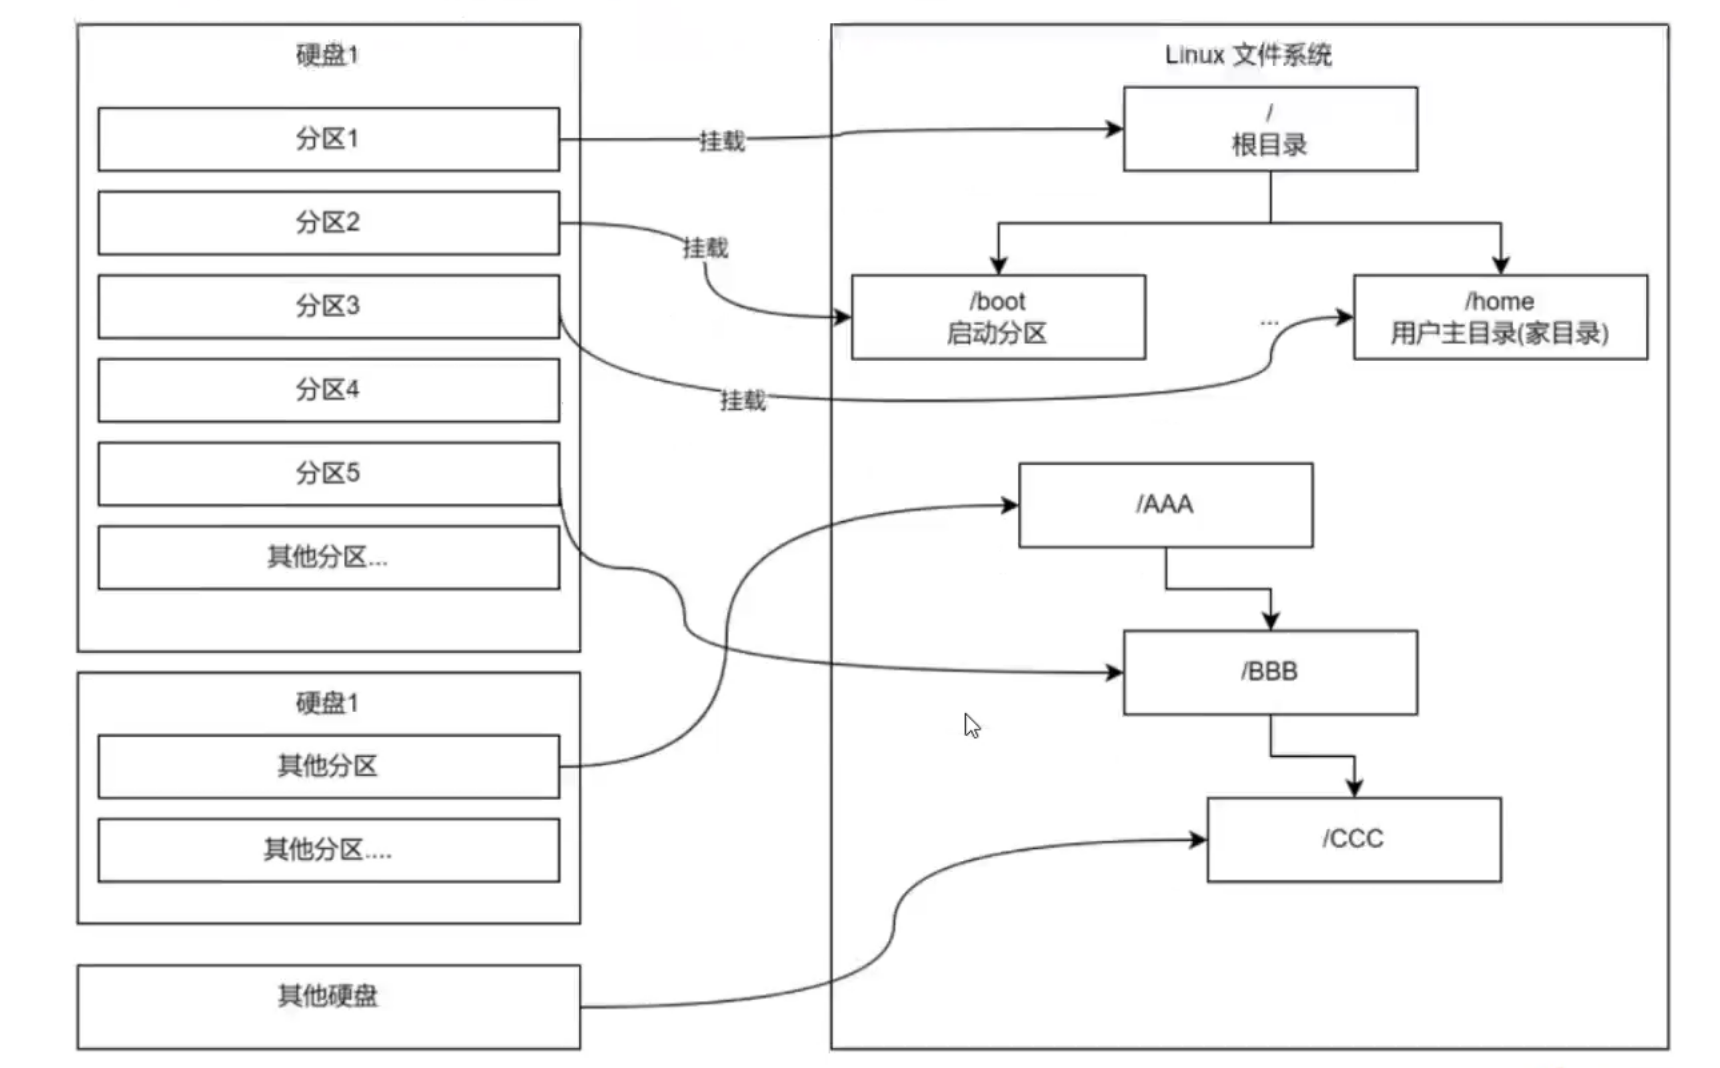 硬盘1
分区1
分区2
分区3
分区4
分区5
其他分区...
硬盘1
其他分区
其他分区....
其他硬盘
挂载
挂载
挂载
Linux 文件系统
/
根目录
/boot
启动分区
...
/home
用户主目录(家目录)
/AAA
/BBB
/CCC